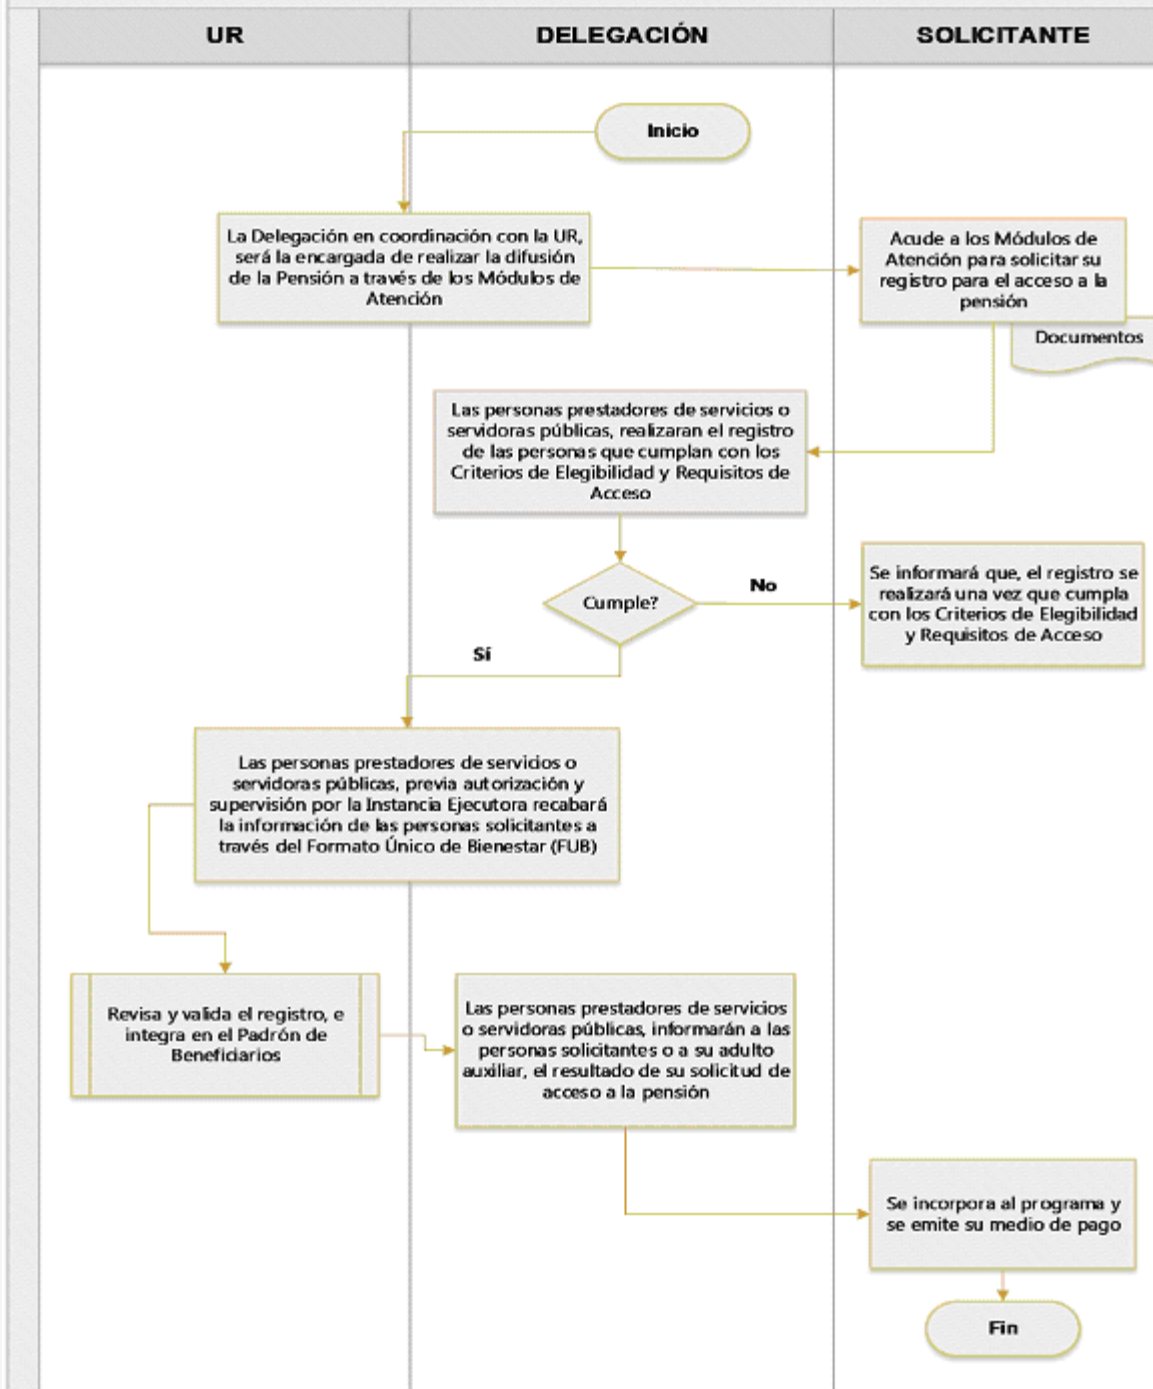 UR
DELEGACIÓN
SOLICITANTE
Inicio
La Delegación en coordinación con la UR,
será la encargada de realizar la difusión
de la Pensión a través de los Módulos de
Atención
Acude a los Módulos de
Atención para solicitar su
registro para el acceso a la
pensión
Documentos
Las personas prestadores de servicios o
servidoras públicas, realizaran el registro
de las personas que cumplan con los
Criterios de Elegibilidad y Requisitos de
Acceso
Cumple?
No
Se informará que, el registro se
realizará una vez que cumpla
con los Criterios de Elegibilidad
y Requisitos de Acceso
Sí
Las personas prestadores de servicios o
servidoras públicas, previa autorización y
supervisión por la Instancia Ejecutora recabará
la información de las personas solicitantes a
través del Formato Único de Bienestar (FUB)
Revisa y valida el registro, e
integra en el Padrón de
Beneficiarios
Las personas prestadores de servicios
o servidoras públicas, informarán a las
personas solicitantes o a su adulto
auxiliar, el resultado de su solicitud de
acceso a la pensión
Se incorpora al programa y
se emite su medio de pago
Fin